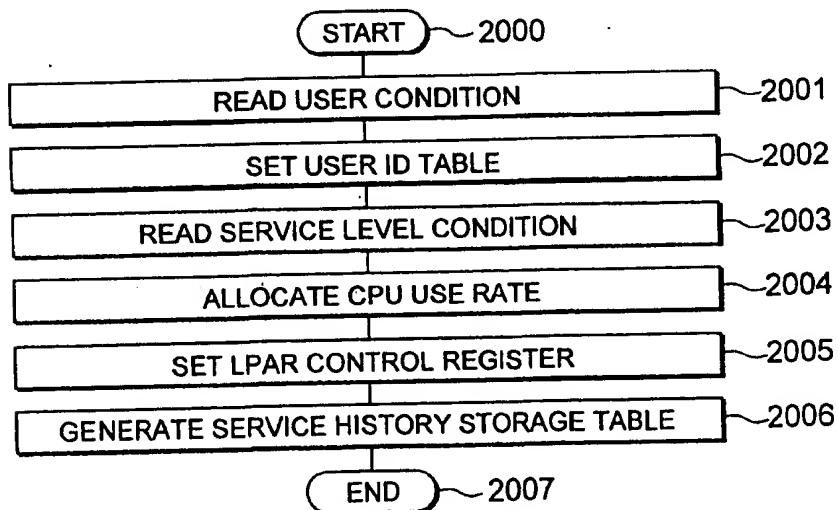 START 2000
READ USER CONDITION 2001
SET USER ID TABLE 2002
READ SERVICE LEVEL CONDITION 2003
ALLOCATE CPU USE RATE 2004
SET LPAR CONTROL REGISTER 2005
GENERATE SERVICE HISTORY STORAGE TABLE 2006
END 2007